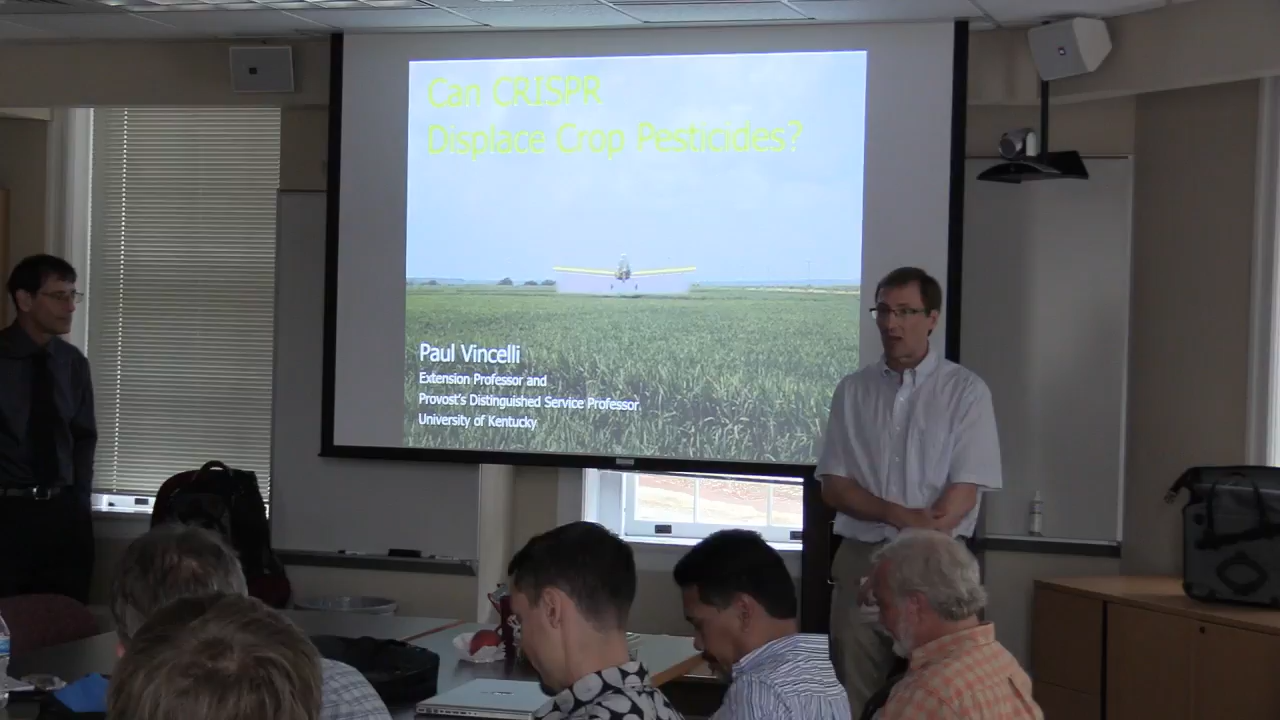 Can CRISPR
Displace Crop Pesticides?
Paul Vincelli
Extension Professor and
Provost's Distinguished Service Professor
University of Kentucky